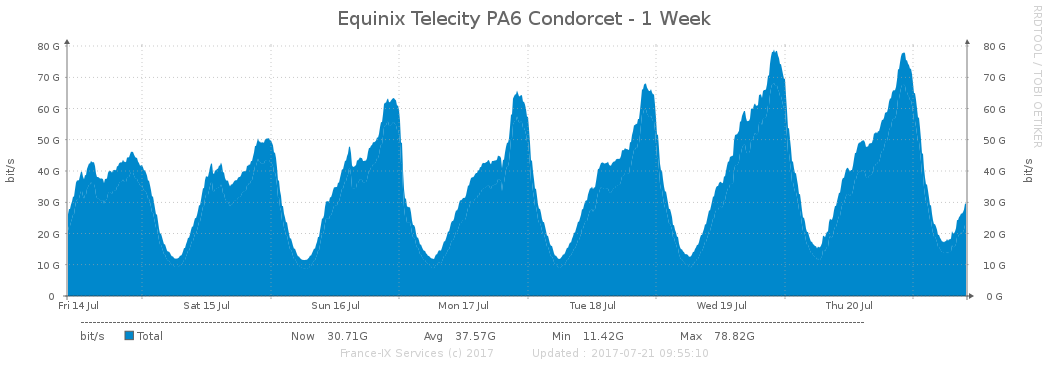 Equinix Telecity PA6 Condorcet - 1 Week
RRDTOOL / TOBI OETIKER
bit/s
bit/s
80 G 80 G
70 G 70 G
60 G 60 G
50 G 50 G
40 G 40 G
30 G 30 G
20 G 20 G
10 G 10 G
0 0 G
Fri 14 Jul Sat 15 Jul Sun 16 Jul Mon 17 Jul Tue 18 Jul Wed 19 Jul Thu 20 Jul
bit/s Total Now 30.71G Avg 37.57G Min 11.42G Max 78.82G
France-IX Services (c) 2017 Updated : 2017-07-21 09:55:10